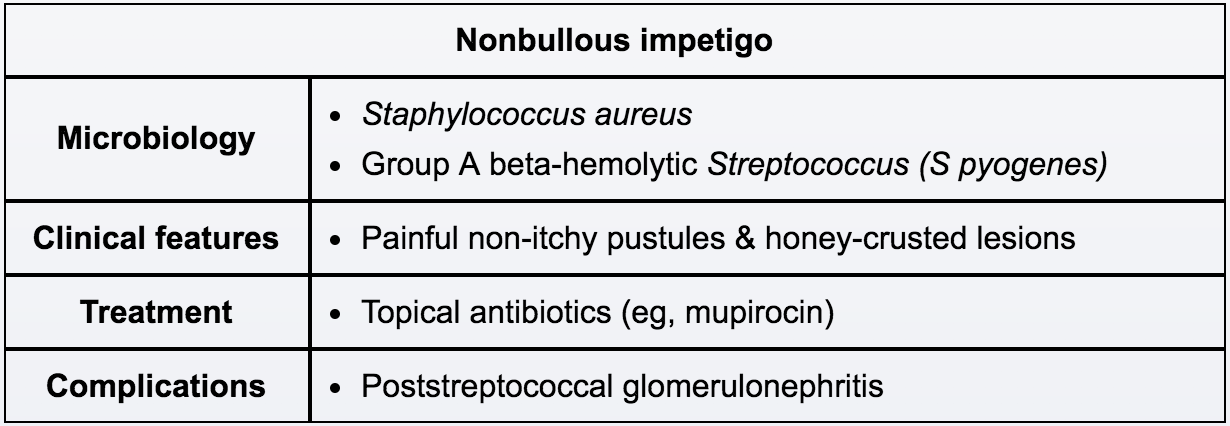 Nonbullous impetigo
Microbiology
• Staphylococcus aureus
• Group A beta-hemolytic Streptococcus (S pyogenes)
Clinical features
• Painful non-itchy pustules & honey-crusted lesions
Treatment
• Topical antibiotics (eg, mupirocin)
Complications
• Poststreptococcal glomerulonephritis